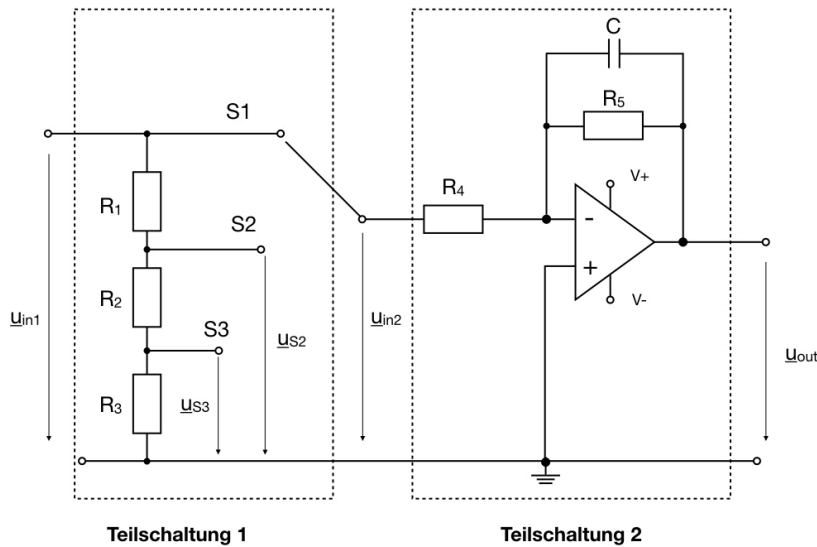 C
R5
S1
V+
R4
-
R1
S2
+
V-
R2
uin1
S3
uS2
uin2
uout
R3
uS3
Teilschaltung 1
Teilschaltung 2